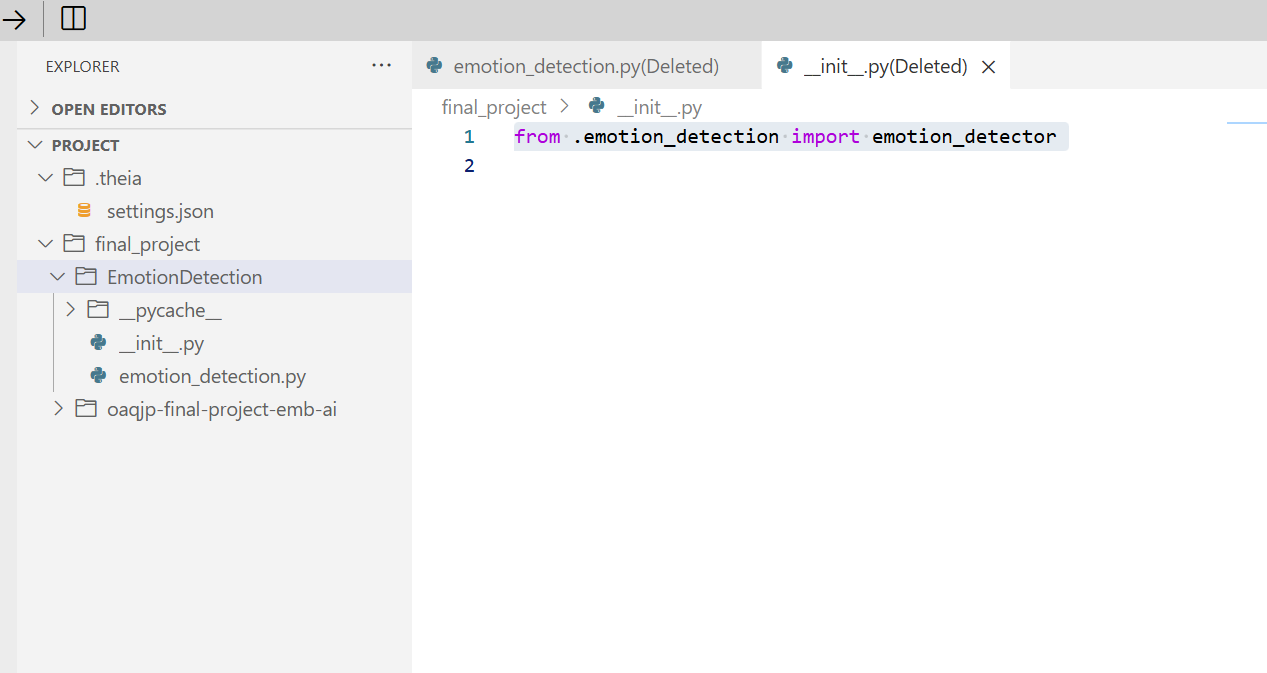 EXPLORER
OPEN EDITORS
PROJECT
.theia
settings.json
final_project
EmotionDetection
__pycache__
__init__.py
emotion_detection.py
oaqjp-final-project-emb-ai
emotion_detection.py(Deleted) __init__.py(Deleted)
final_project __init__.py
1 from .emotion_detection import emotion_detector
2